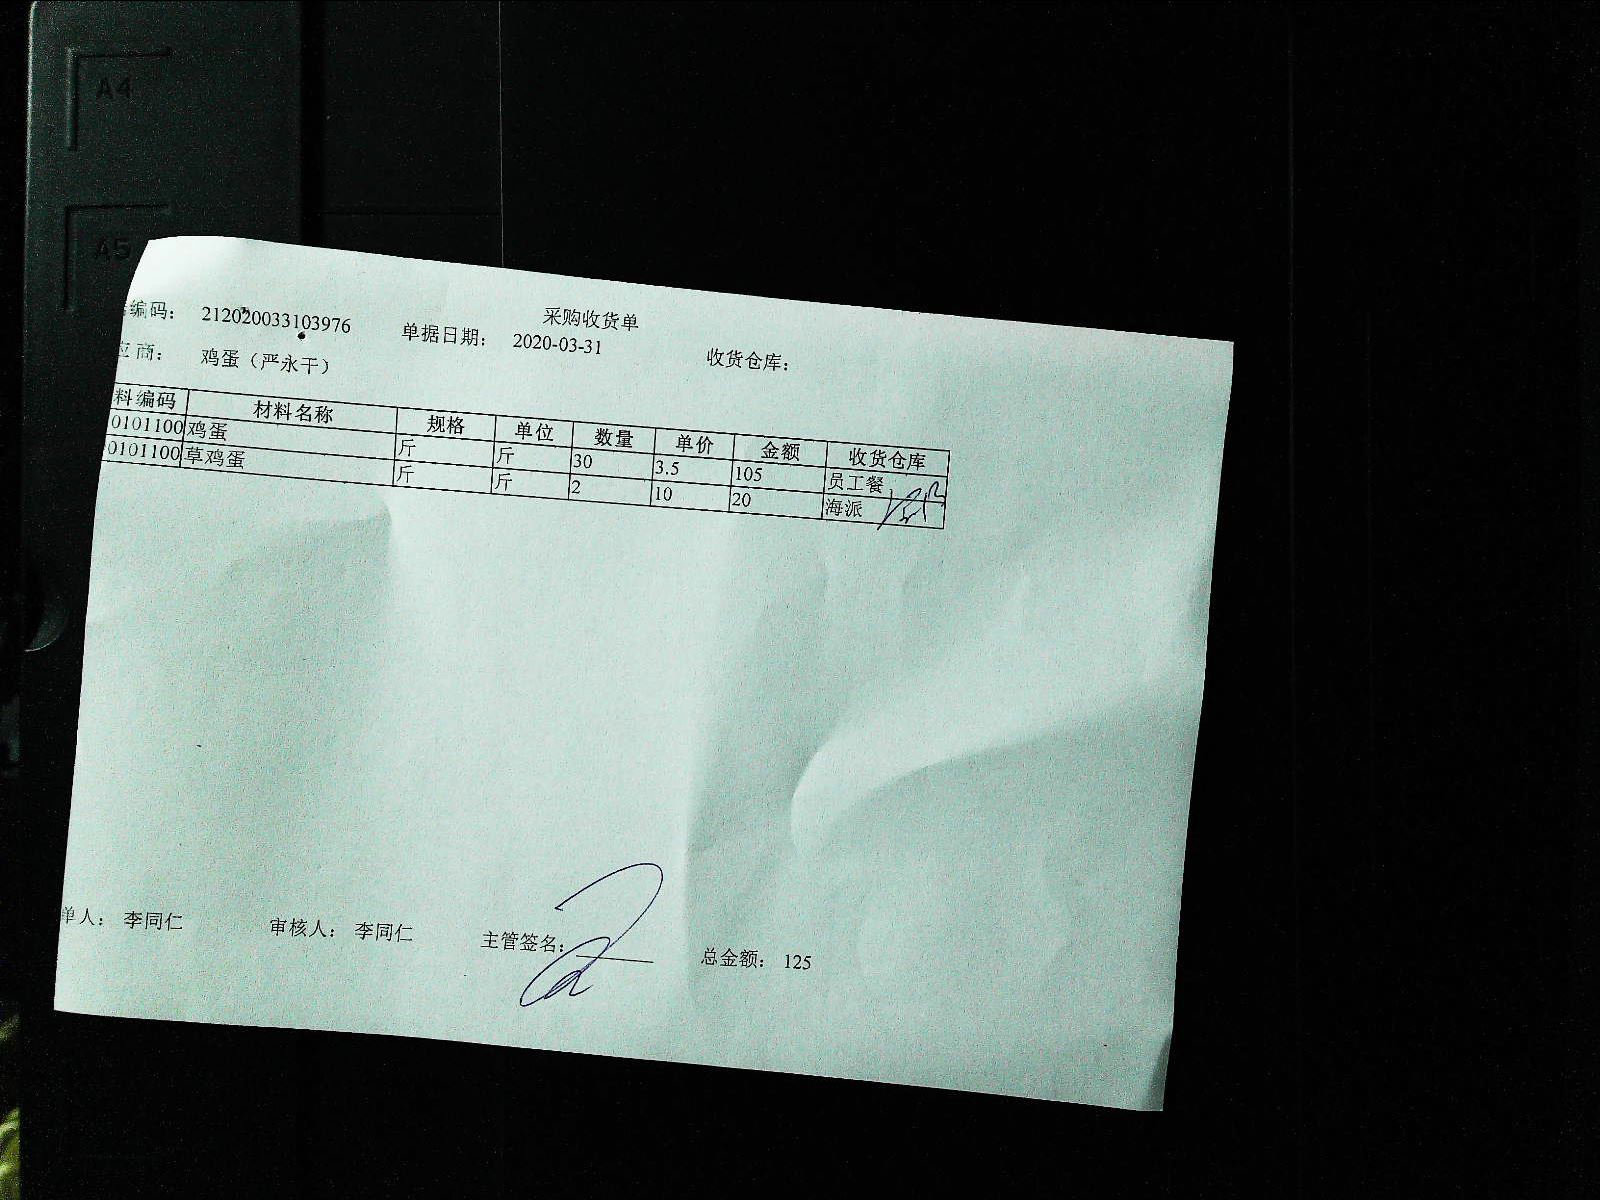 A4
A5
采购收货单
编码： 212020033103976 单据日期： 2020-03-31 收货仓库：
应商： 鸡蛋（严永干）
料编码 材料名称 规格 单位 数量 单价 金额 收货仓库
0101100 鸡蛋 斤 斤 30 3.5 105 员工餐
0101100 草鸡蛋 斤 斤 2 10 20 海派
单人： 李同仁 审核人： 李同仁 主管签名： 总金额： 125